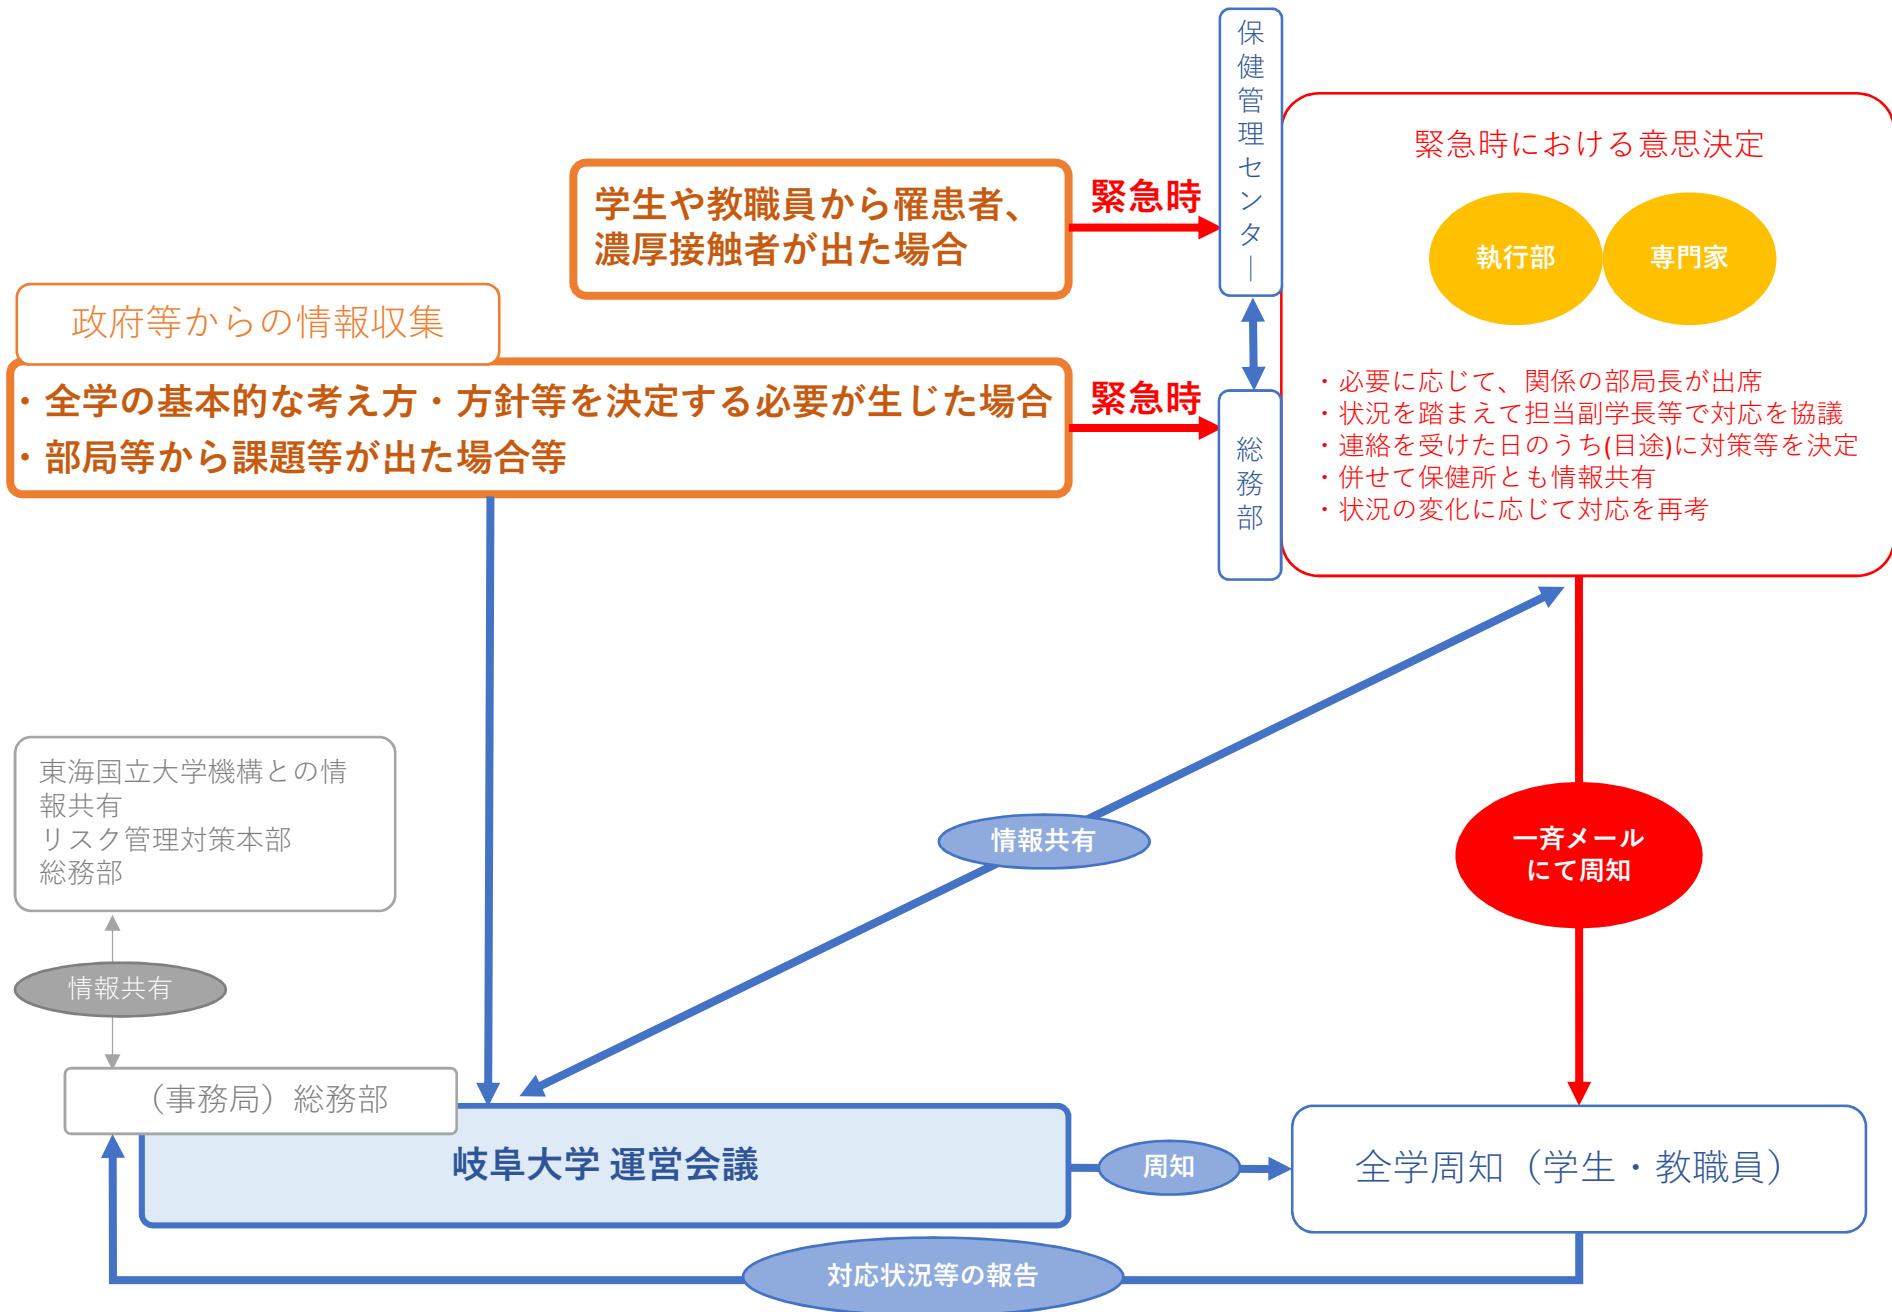 保健管理センター
緊急時における意思決定
学生や教職員から罹患者、
濃厚接触者が出た場合
緊急時
執行部
専門家
政府等からの情報収集
・全学の基本的な考え方・方針等を決定する必要が生じた場合
・部局等から課題等が出た場合等
緊急時
総務部
・必要に応じて、関係の部局長が出席
・状況を踏まえて担当副学長等で対応を協議
・連絡を受けた日のうち(目途)に対策等を決定
・併せて保健所とも情報共有
・状況の変化に応じて対応を再考
東海国立大学機構との情
報共有
リスク管理対策本部
総務部
情報共有
一斉メール
にて周知
情報共有
（事務局）総務部
岐阜大学 運営会議
周知
全学周知（学生・教職員）
対応状況等の報告